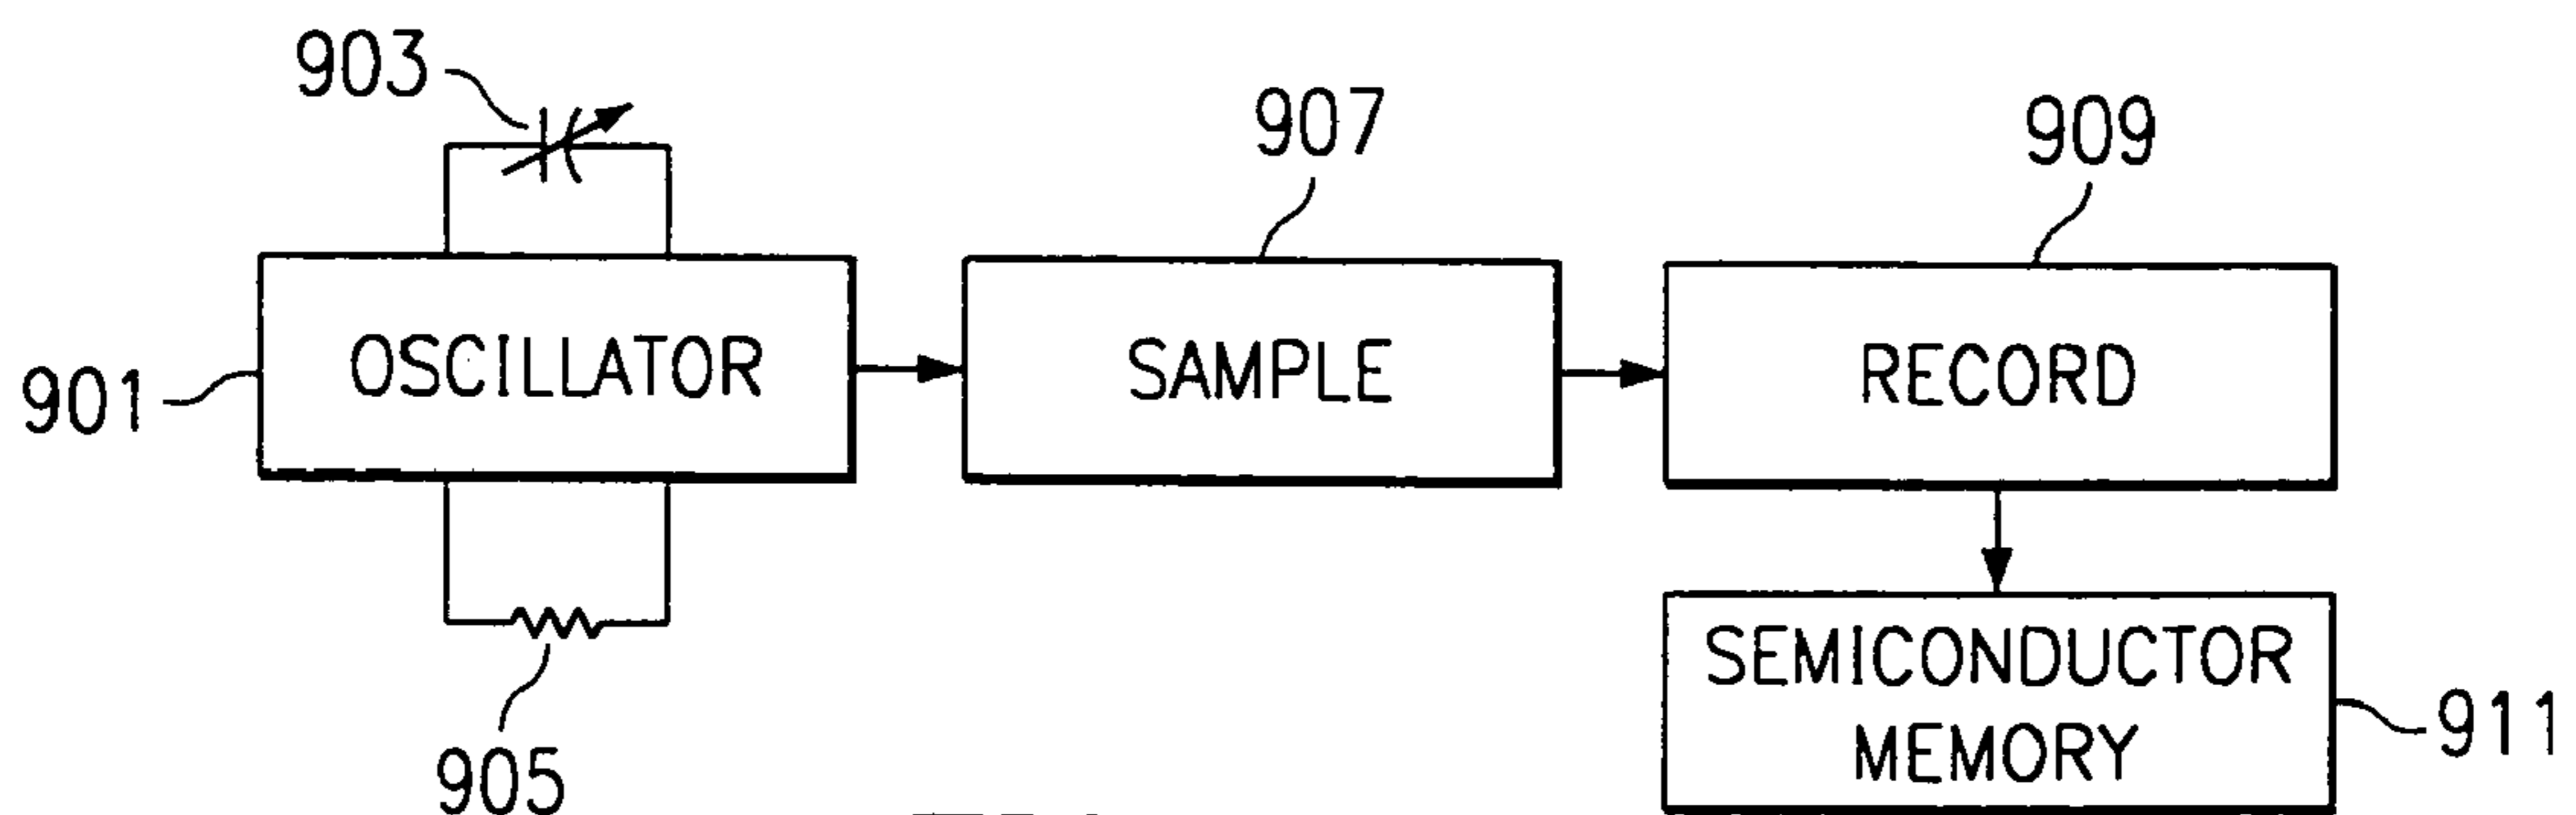 903
907
909
901
OSCILLATOR
SAMPLE
RECORD
905
SEMICONDUCTOR
MEMORY
911